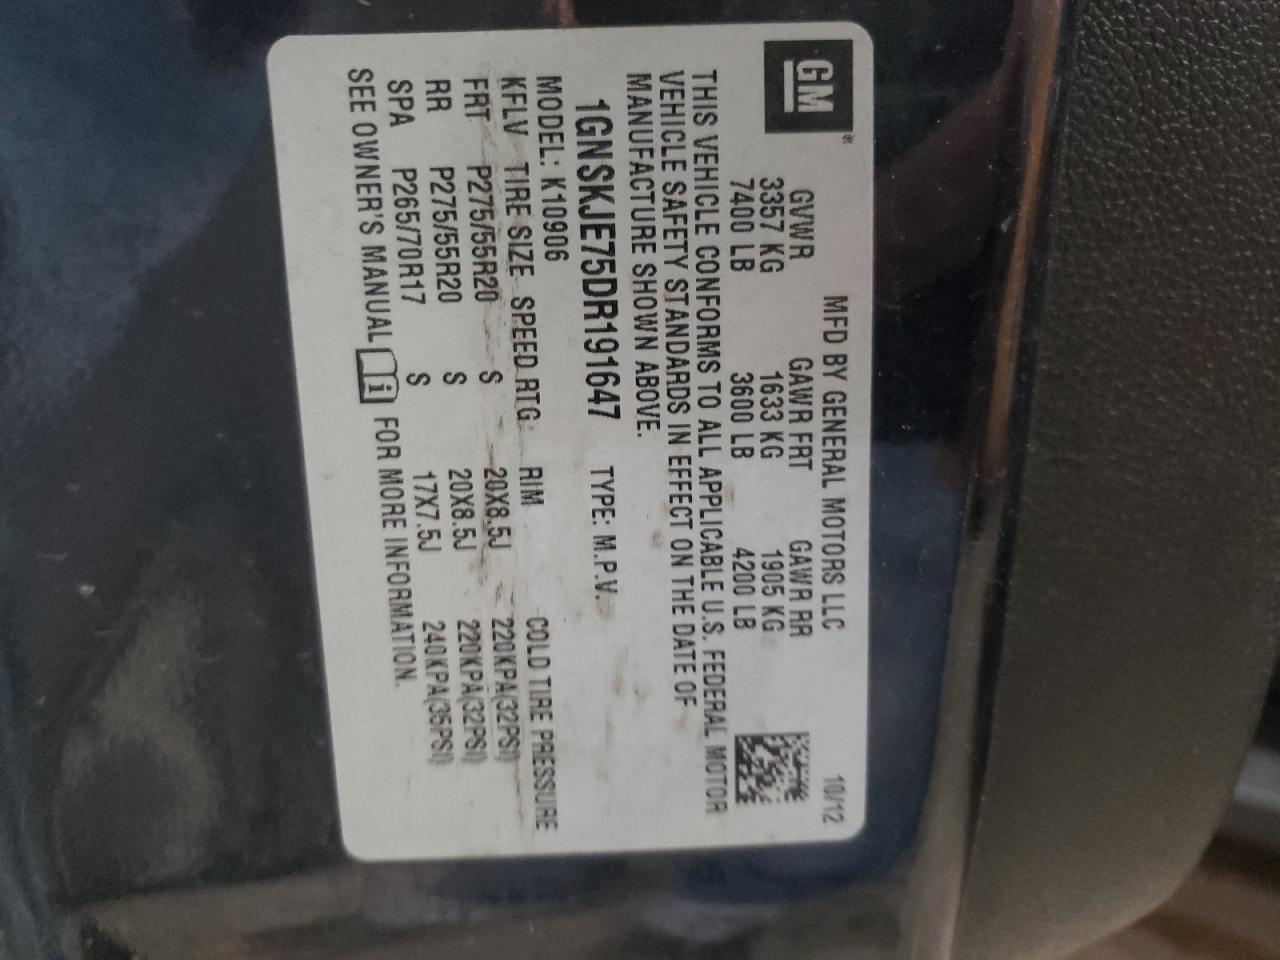 GM®
MFD BY GENERAL MOTORS LLC 10/12
GVWR GAWR FRT GAWR RR
3357 KG 1633 KG 1905 KG
7400 LB 3600 LB 4200 LB
THIS VEHICLE CONFORMS TO ALL APPLICABLE U.S. FEDERAL MOTOR
VEHICLE SAFETY STANDARDS IN EFFECT ON THE DATE OF
MANUFACTURE SHOWN ABOVE.
1GNSKJE75DR191647 TYPE: M.P.V.
MODEL: K10906
KFLV TIRE SIZE SPEED RTG RIM COLD TIRE PRESSURE
FRT P275/55R20 S 20X8.5J 220KPA(32PSI)
RR P275/55R20 S 20X8.5J 220KPA(32PSI)
SPA P265/70R17 S 17X7.5J 240KPA(35PSI)
SEE OWNER'S MANUAL i FOR MORE INFORMATION.